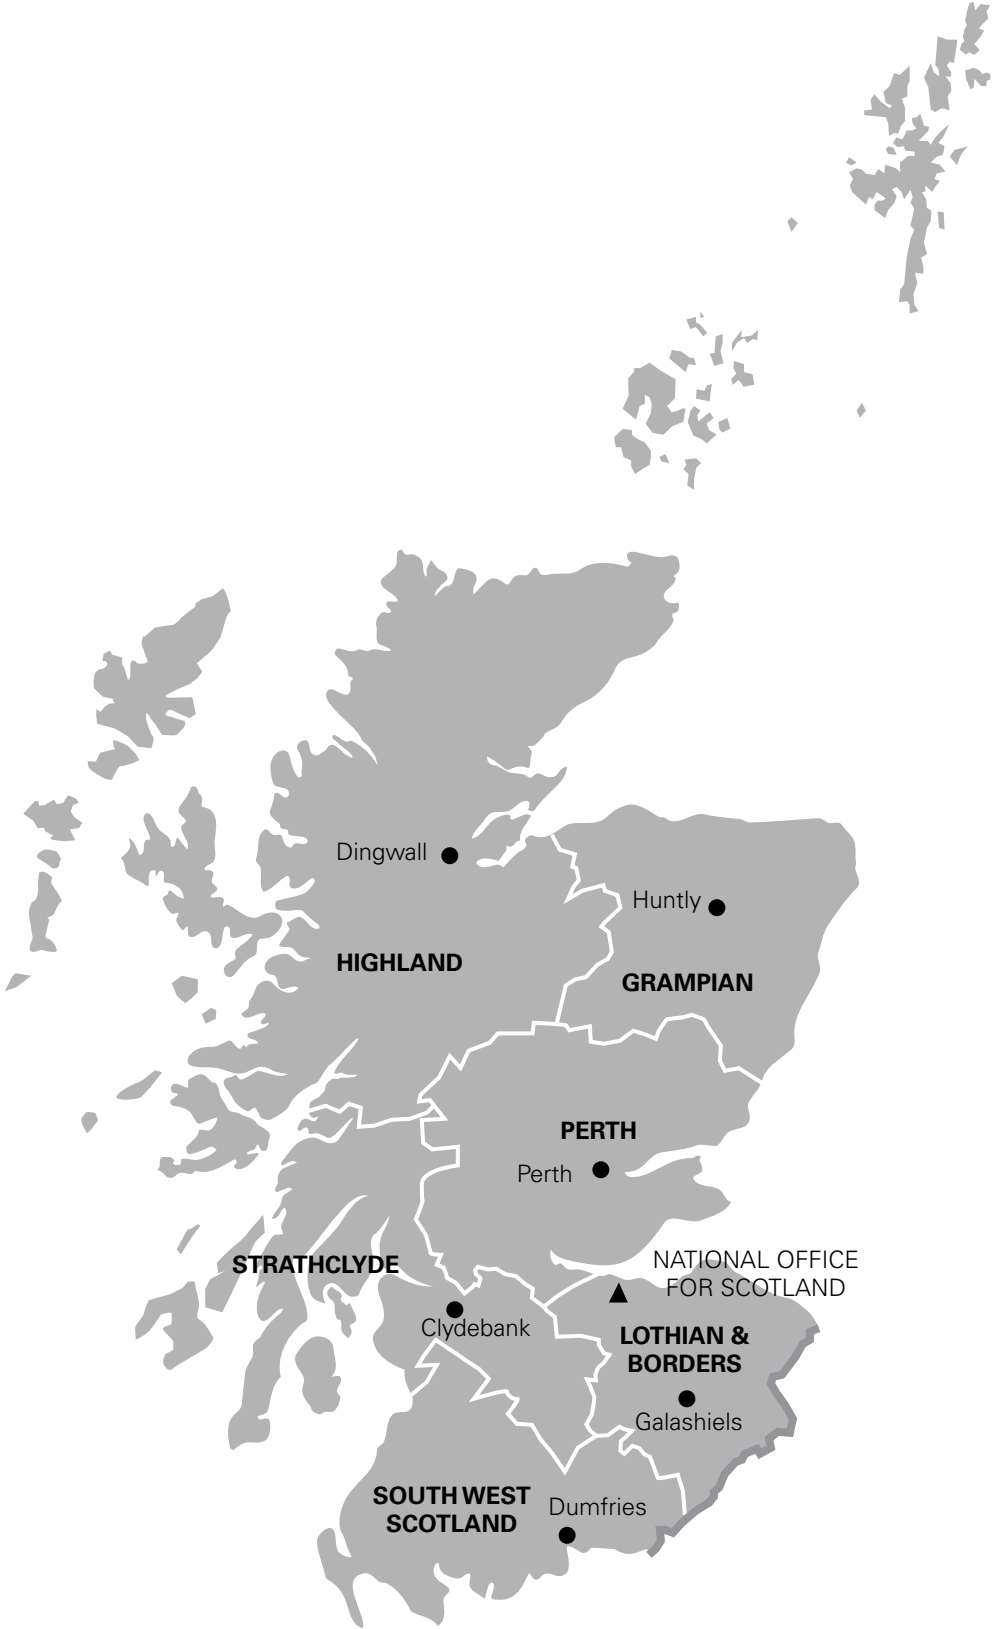 Dingwall
Huntly
HIGHLAND
GRAMPIAN
PERTH
Perth
STRATHCLYDE
NATIONAL OFFICE
FOR SCOTLAND
Clydebank
LOTHIAN &
BORDERS
Galashiels
SOUTH WEST
SCOTLAND
Dumfries